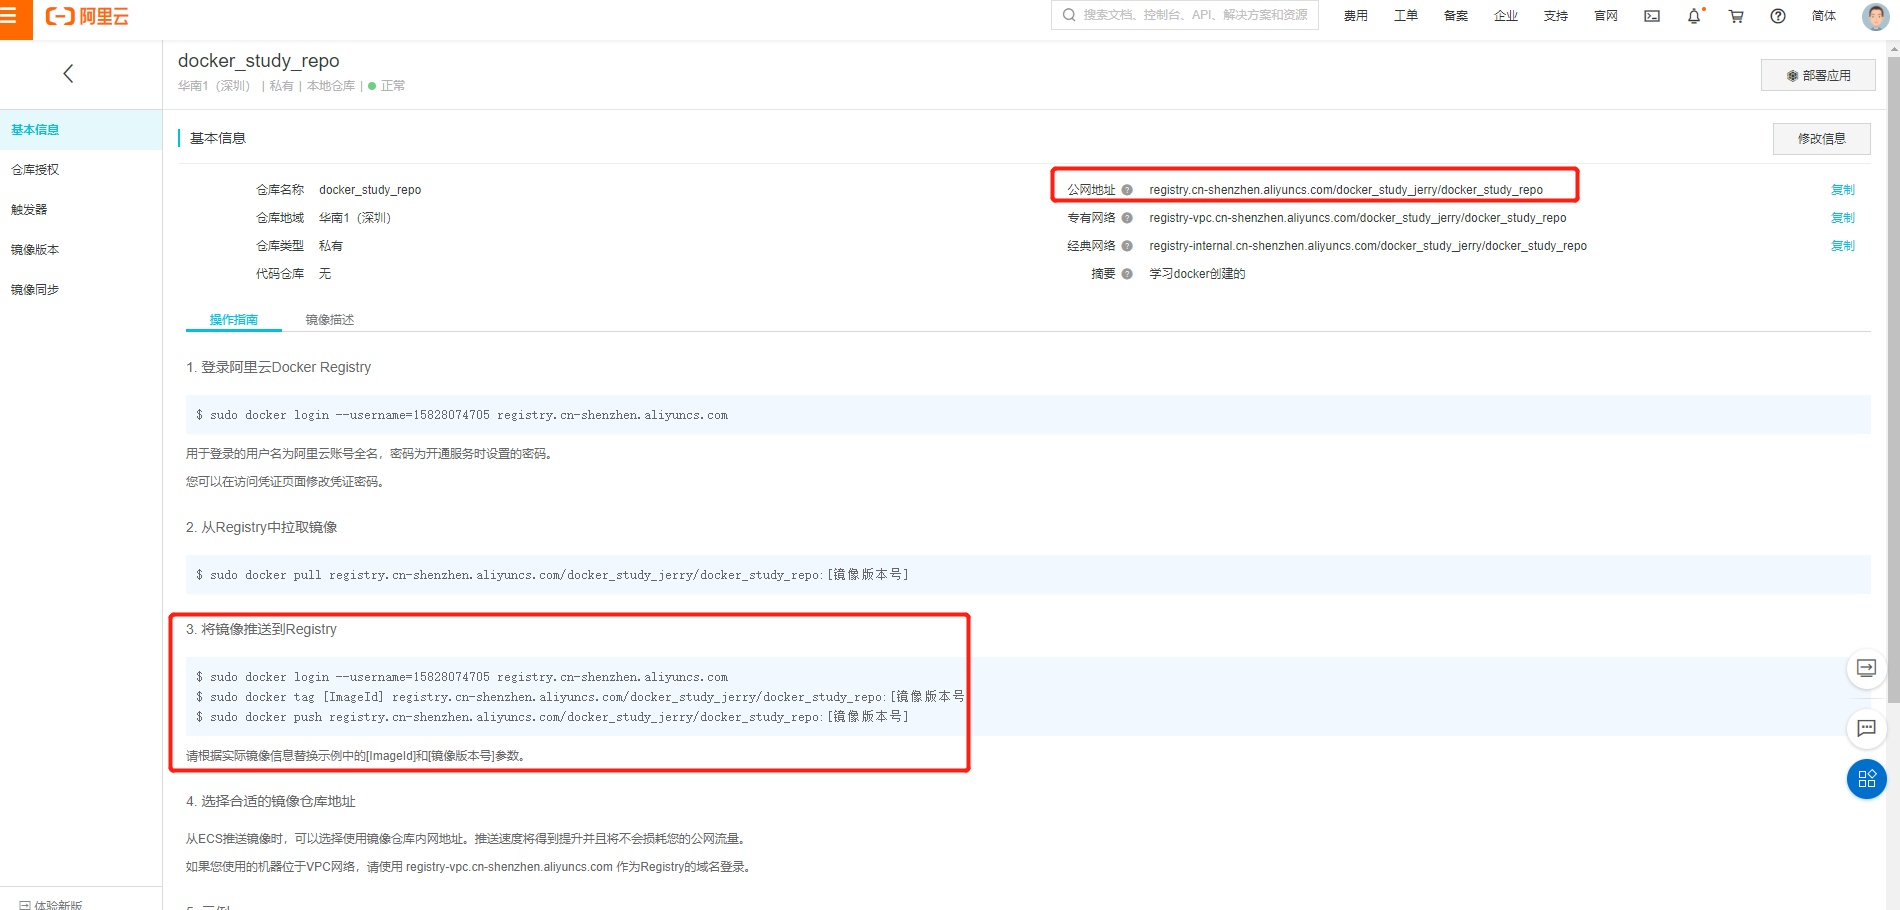 阿里云
搜索文档、控制台、API、解决方案和资源
费用
工单
备案
企业
支持
官网
简体
docker_study_repo
华南1（深圳） | 私有 | 本地仓库 | 正常
部署应用
基本信息
仓库授权
触发器
镜像版本
镜像同步
体验新版
基本信息
修改信息
仓库名称 docker_study_repo
公网地址 registry.cn-shenzhen.aliyuncs.com/docker_study_jerry/docker_study_repo 复制
仓库地域 华南1（深圳）
专有网络 registry-vpc.cn-shenzhen.aliyuncs.com/docker_study_jerry/docker_study_repo 复制
仓库类型 私有
经典网络 registry-internal.cn-shenzhen.aliyuncs.com/docker_study_jerry/docker_study_repo 复制
代码仓库 无
摘要 学习docker创建的
操作指南
镜像描述
1. 登录阿里云Docker Registry
$ sudo docker login --username=15828074705 registry.cn-shenzhen.aliyuncs.com
用于登录的用户名为阿里云账号全名，密码为开通服务时设置的密码。
您可以在访问凭证页面修改凭证密码。
2. 从Registry中拉取镜像
$ sudo docker pull registry.cn-shenzhen.aliyuncs.com/docker_study_jerry/docker_study_repo:[镜像版本号]
3. 将镜像推送到Registry
$ sudo docker login --username=15828074705 registry.cn-shenzhen.aliyuncs.com
$ sudo docker tag [ImageId] registry.cn-shenzhen.aliyuncs.com/docker_study_jerry/docker_study_repo:[镜像版本号
$ sudo docker push registry.cn-shenzhen.aliyuncs.com/docker_study_jerry/docker_study_repo:[镜像版本号]
请根据实际镜像信息替换示例中的[ImageId]和[镜像版本号]参数。
4. 选择合适的镜像仓库地址
从ECS推送镜像时，可以选择使用镜像仓库内网地址。推送速度将得到提升并且将不会损耗您的公网流量。
如果您使用的机器位于VPC网络，请使用 registry-vpc.cn-shenzhen.aliyuncs.com 作为Registry的域名登录。